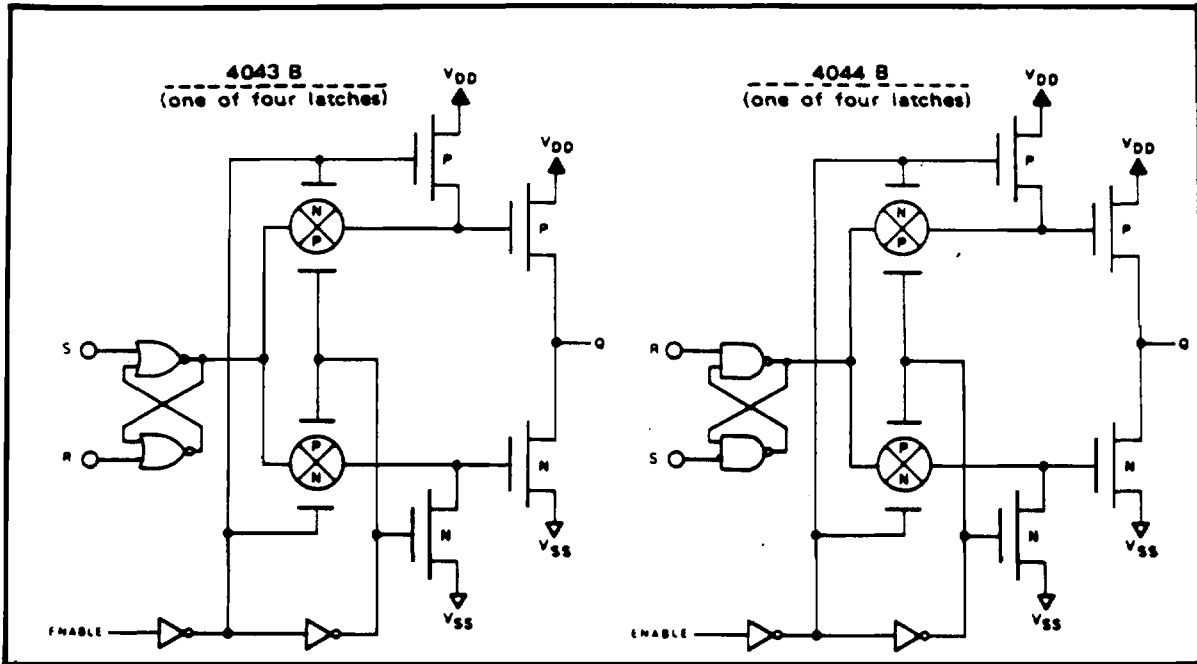 4043 B
(one of four latches)
VDD
P
VDD
N
P
P
S
Q
R
P
N
N
N
VSS
VSS
ENABLE
4044 B
(one of four latches)
VDD
P
VDD
N
P
P
R
Q
S
P
N
N
N
VSS
VSS
ENABLE